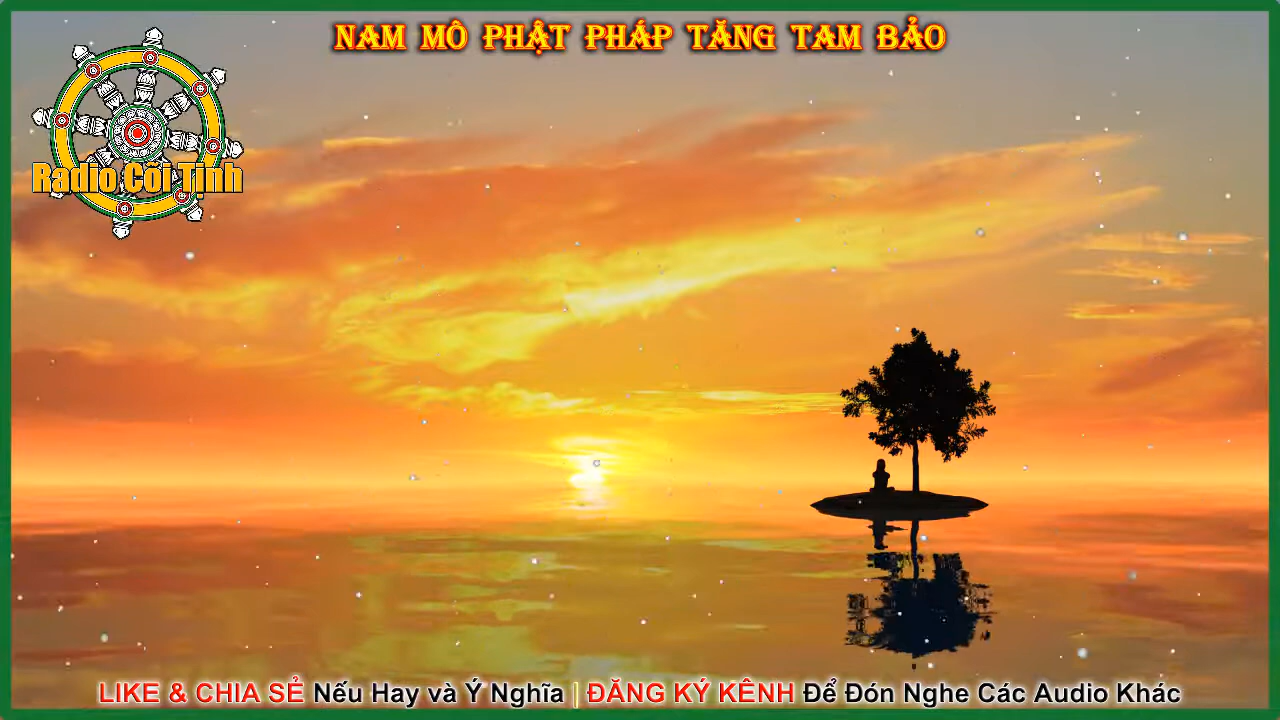 NAM MÔ PHẬT PHÁP TĂNG TAM BẢO
Radio Cõi Tịnh
LIKE & CHIA SẺ Nếu Hay và Ý Nghĩa | ĐĂNG KÝ KÊNH Để Đón Nghe Các Audio Khác